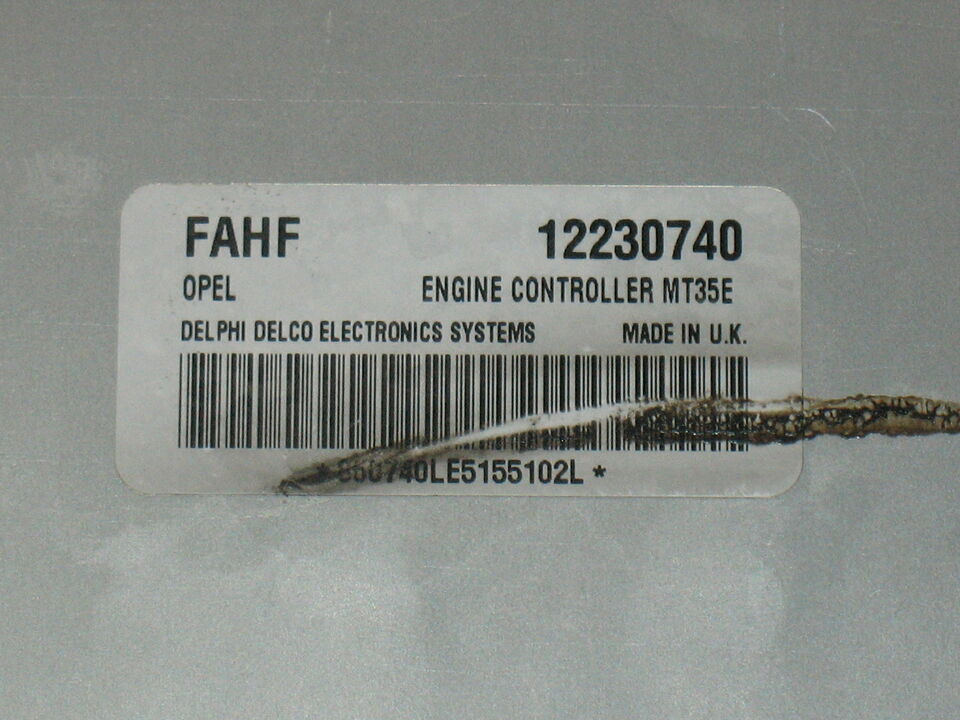 FAHF 12230740
OPEL ENGINE CONTROLLER MT35E
DELPHI DELCO ELECTRONICS SYSTEMS MADE IN U.K.